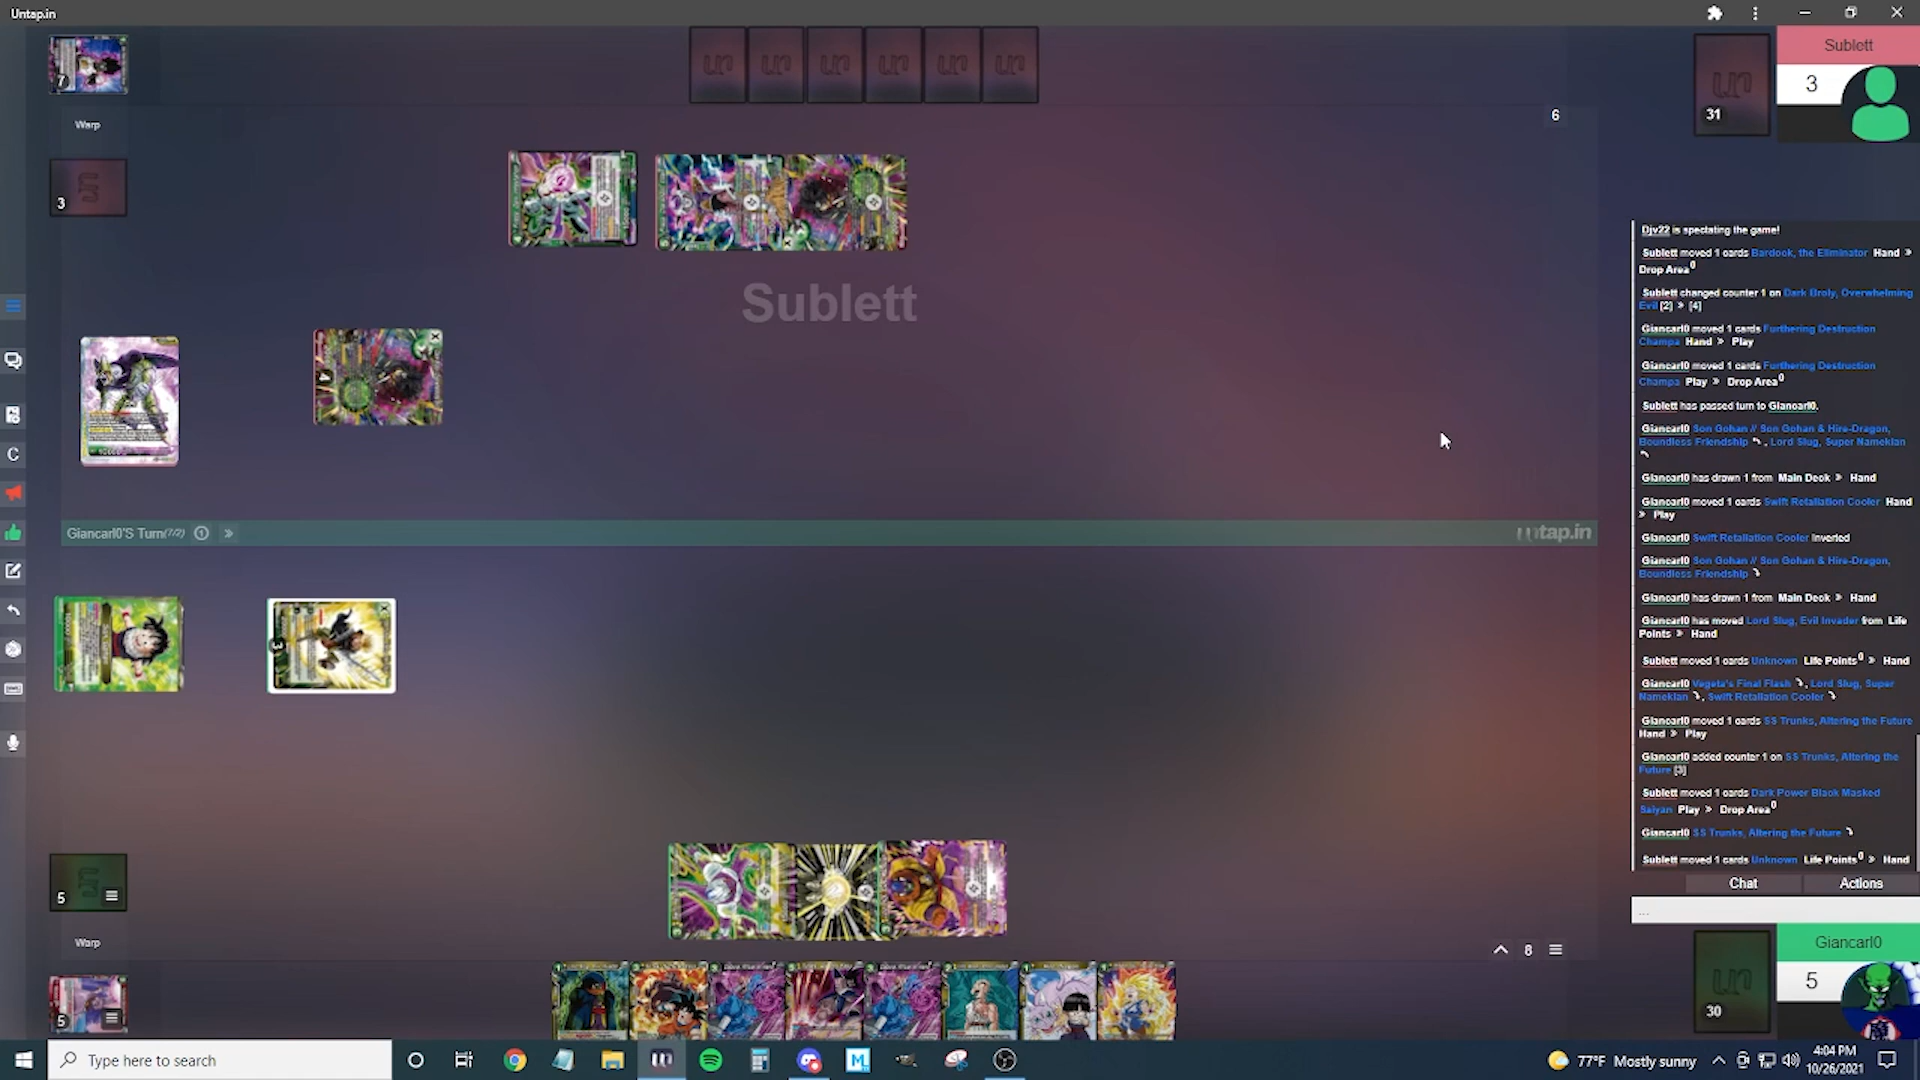 Untap.in
7
Warp
3
Sublett
3
31
6
Sublett
4
Djv22 is spectating the game!
Sublett moved 1 cards Bardock, the Eliminator Hand »
Drop Area0
Sublett changed counter 1 on Dark Broly, Overwhelming
Evil [2] » [4]
Giancarl0 moved 1 cards Furthering Destruction
Champa Hand » Play
Giancarl0 moved 1 cards Furthering Destruction
Champa Play » Drop Area0
Sublett has passed turn to Giancarl0.
Giancarl0 Son Gohan // Son Gohan & Hire-Dragon,
Boundless Friendship , Lord Slug, Super Namekian
Giancarl0 has drawn 1 from Main Deck » Hand
Giancarl0 moved 1 cards Swift Retaliation Cooler Hand
» Play
Giancarl0 Swift Retaliation Cooler Inverted
Giancarl0 Son Gohan // Son Gohan & Hire-Dragon,
Boundless Friendship
Giancarl0 has drawn 1 from Main Deck » Hand
Giancarl0 has moved Lord Slug, Evil Invader from Life
Points » Hand
Sublett moved 1 cards Unknown Life Points0 » Hand
Giancarl0 Vegeta's Final Flash , Lord Slug, Super
Namekian , Swift Retaliation Cooler
Giancarl0 moved 1 cards SS Trunks, Altering the Future
Hand » Play
Giancarl0 added counter 1 on SS Trunks, Altering the
Future [3]
Sublett moved 1 cards Dark Power Black Masked
Saiyan Play » Drop Area0
Giancarl0 SS Trunks, Altering the Future
Sublett moved 1 cards Unknown Life Points0 » Hand
Chat Actions
...
Giancarl0'S Turn(7/2) 1 »
untap.in
3
5
Warp
5
8
Giancarl0
5
30
Type here to search
77°F Mostly sunny
4:04 PM
10/26/2021